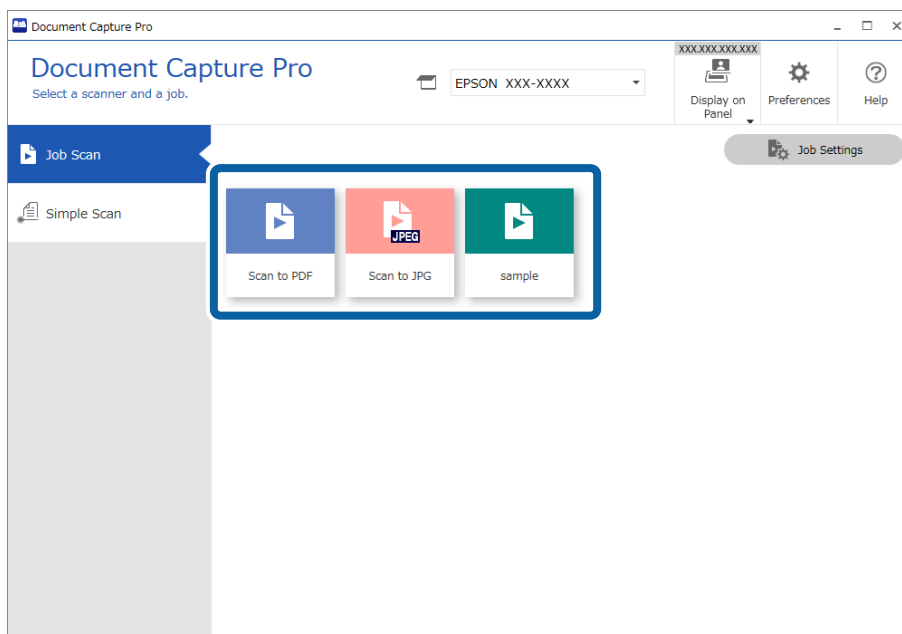 Document Capture Pro
Document Capture Pro
Select a scanner and a job.
EPSON XXX-XXXX
XXX.XXX.XXX.XXX
Display on
Panel
Preferences
Help
Job Scan
Job Settings
Simple Scan
JPEG
Scan to PDF
Scan to JPG
sample